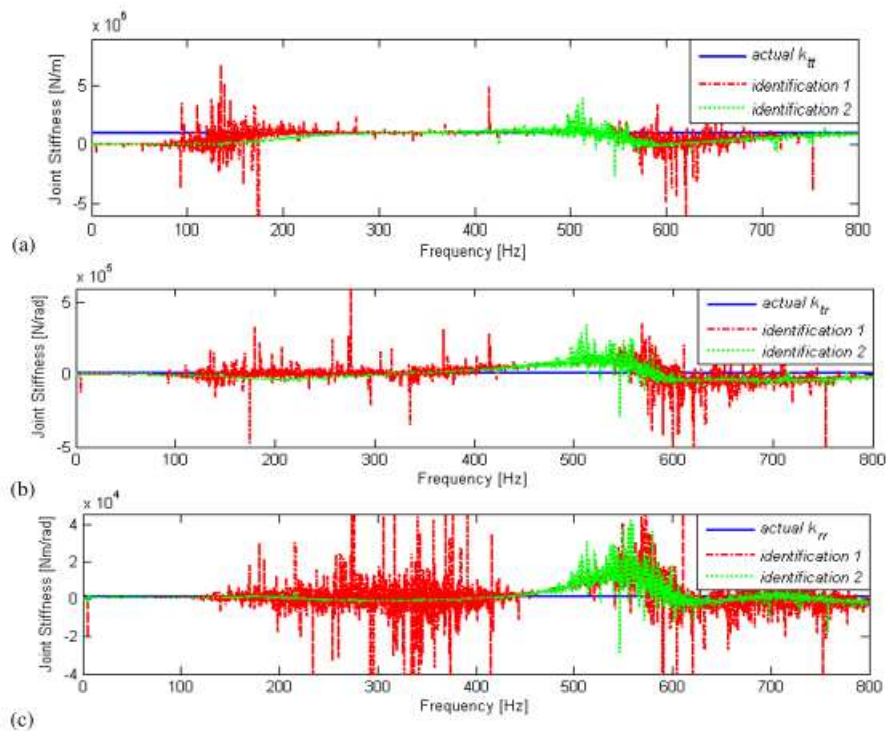 x 10^6
Joint Stiffness [N/m]
5
0
-5
0 100 200 300 400 500 600 700 800
Frequency [Hz]
actual k_tt
identification 1
identification 2
(a)
x 10^5
Joint Stiffness [N/rad]
5
0
-5
0 100 200 300 400 500 600 700 800
Frequency [Hz]
actual k_tr
identification 1
identification 2
(b)
x 10^4
Joint Stiffness [Nm/rad]
4
2
0
-2
-4
0 100 200 300 400 500 600 700 800
Frequency [Hz]
actual k_rr
identification 1
identification 2
(c)